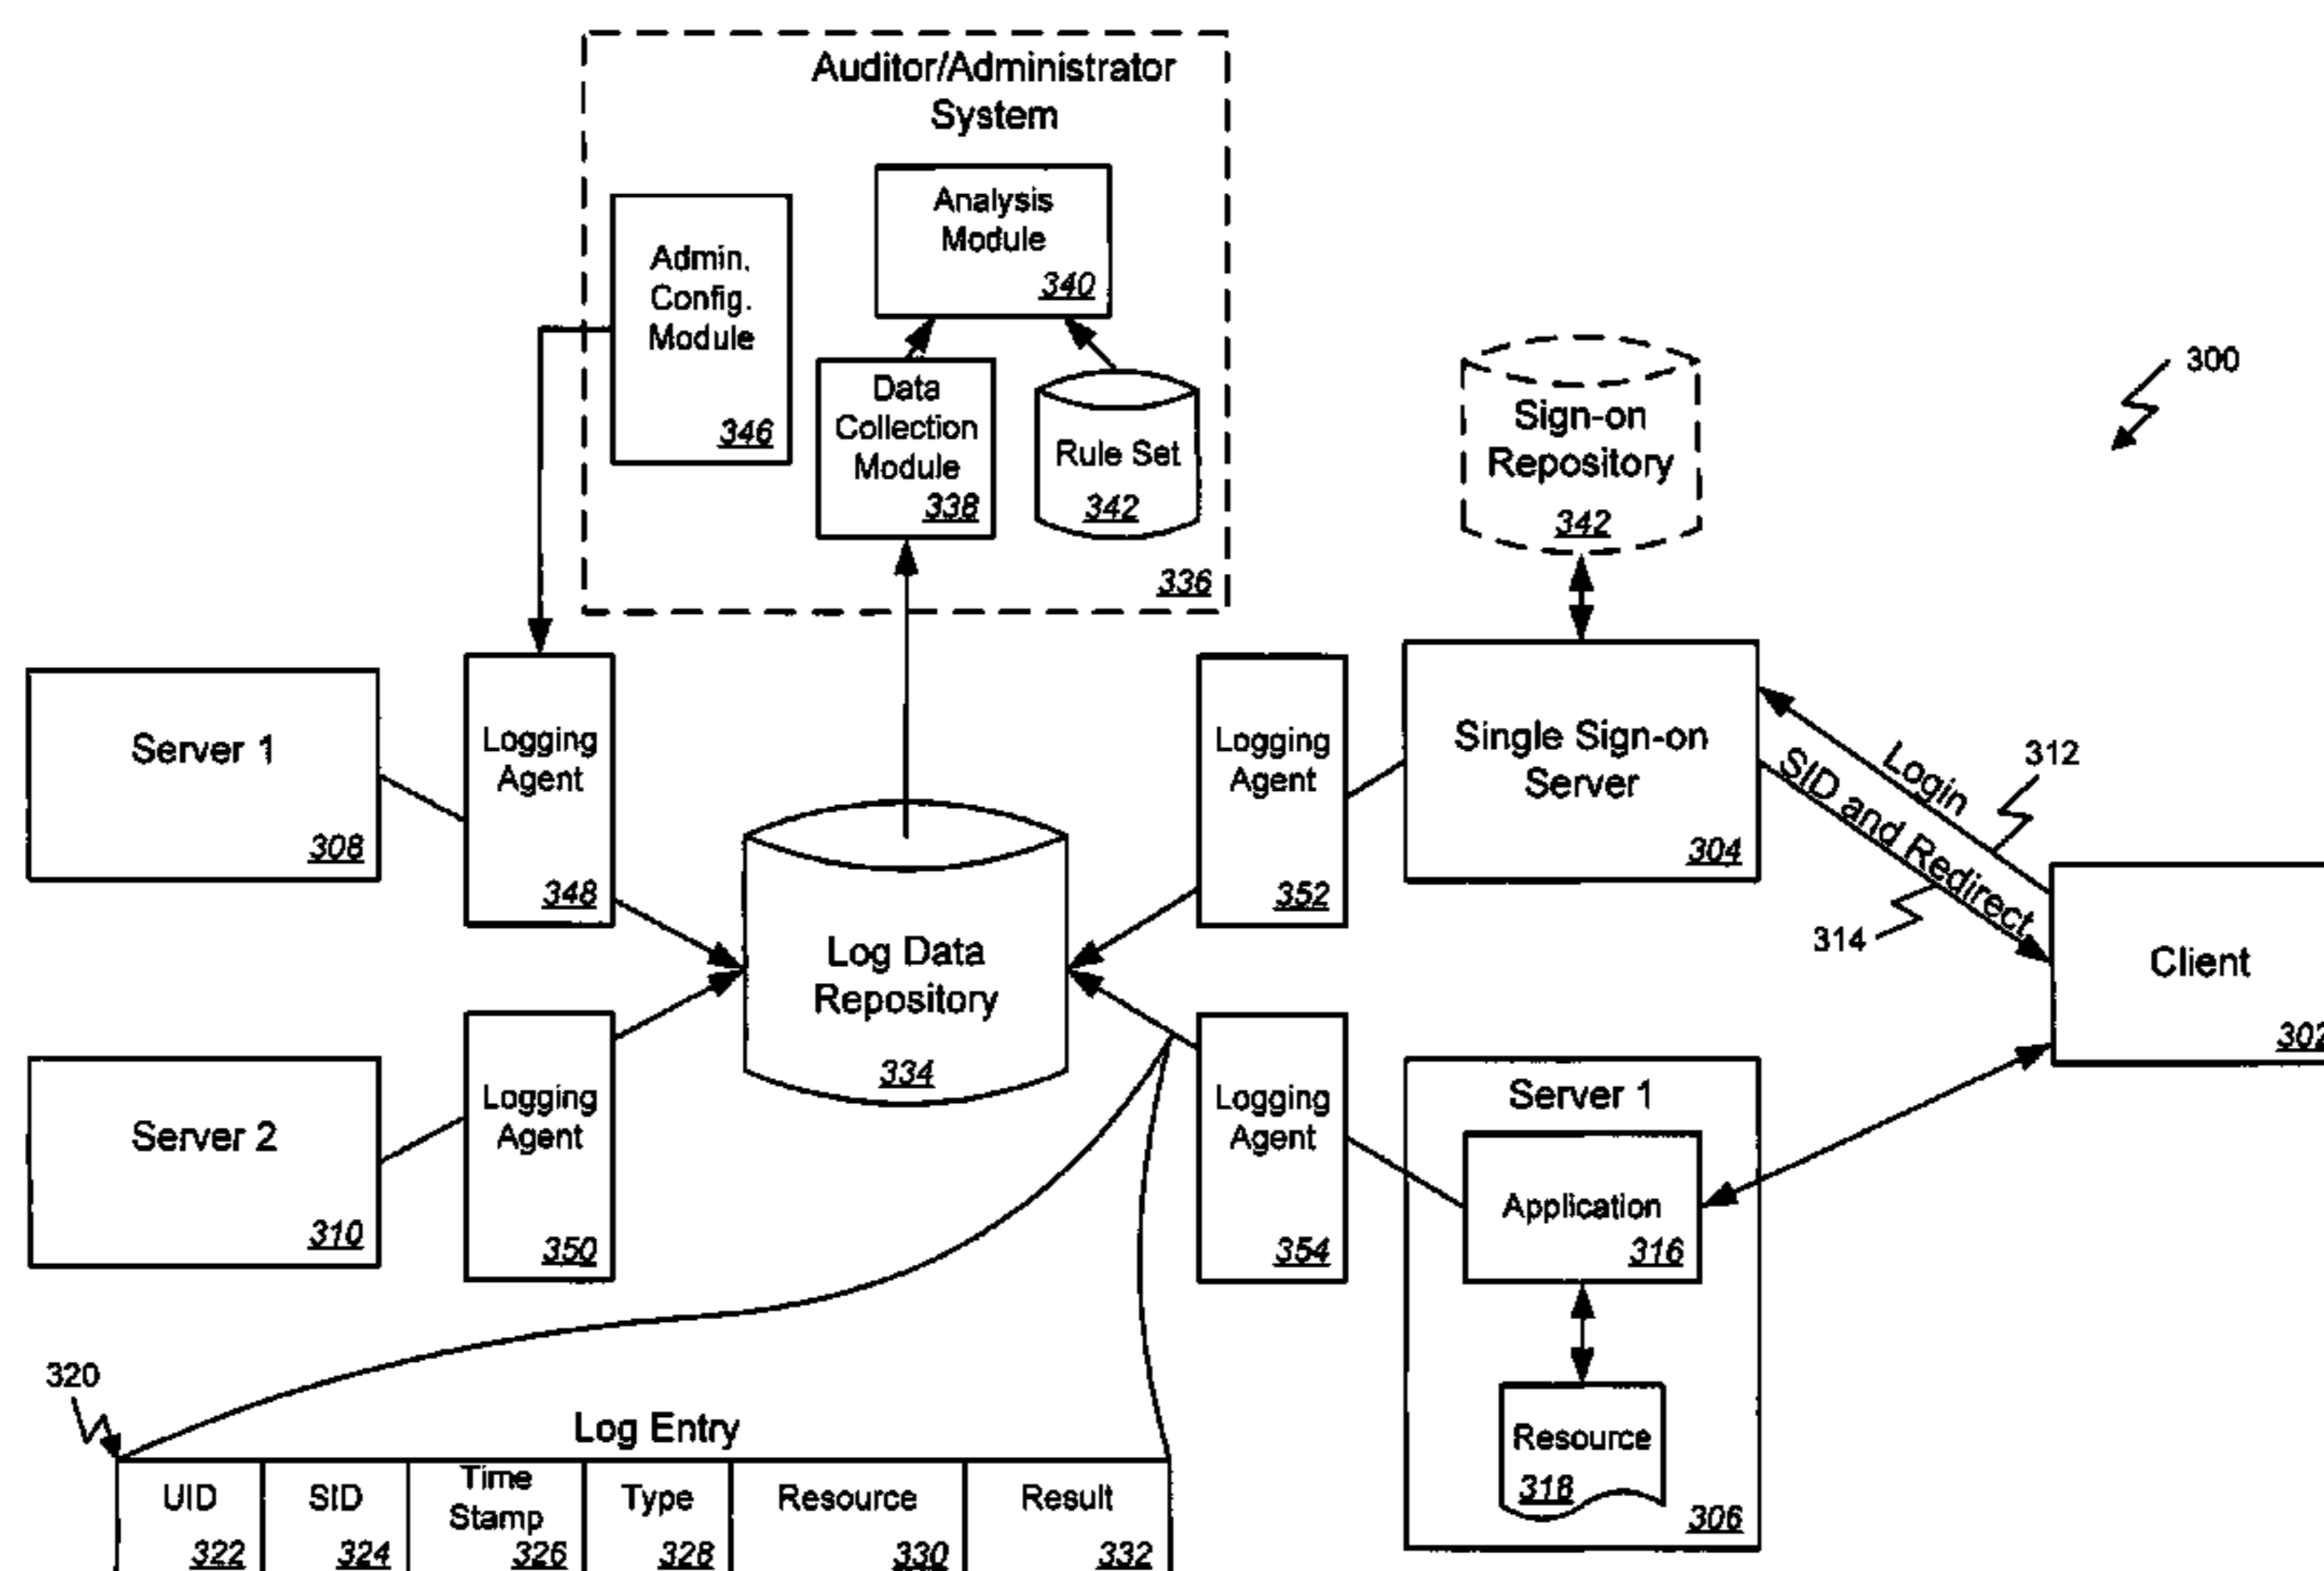 Auditor/Administrator
System
Analysis
Module
340
Admin.
Config.
Module
346
Data
Collection
Module
338
Rule Set
342
336
Sign-on
Repository
342
300
Server 1
308
Logging
Agent
348
Logging
Agent
352
Single Sign-on
Server
304
Login
312
SID and Redirect
314
Client
302
Log Data
Repository
334
Server 2
310
Logging
Agent
350
Logging
Agent
354
Server 1
Application
316
Resource
318
306
320
Log Entry
UID
322
SID
324
Time
Stamp
326
Type
328
Resource
330
Result
332